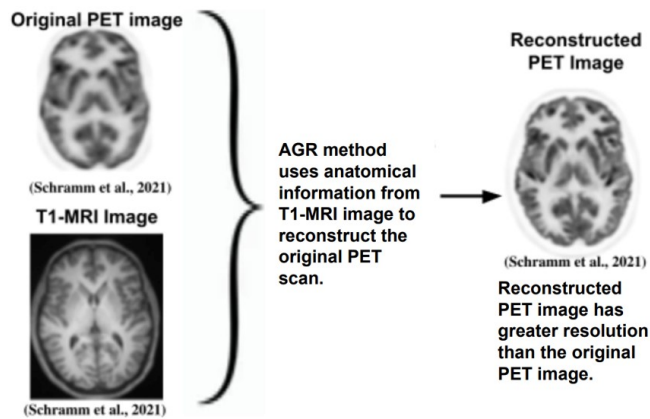 Original PET image
(Schramm et al., 2021)
T1-MRI Image
(Schramm et al., 2021)
AGR method
uses anatomical
information from
T1-MRI image to
reconstruct the
original PET
scan.
Reconstructed
PET Image
(Schramm et al., 2021)
Reconstructed
PET image has
greater resolution
than the original
PET image.